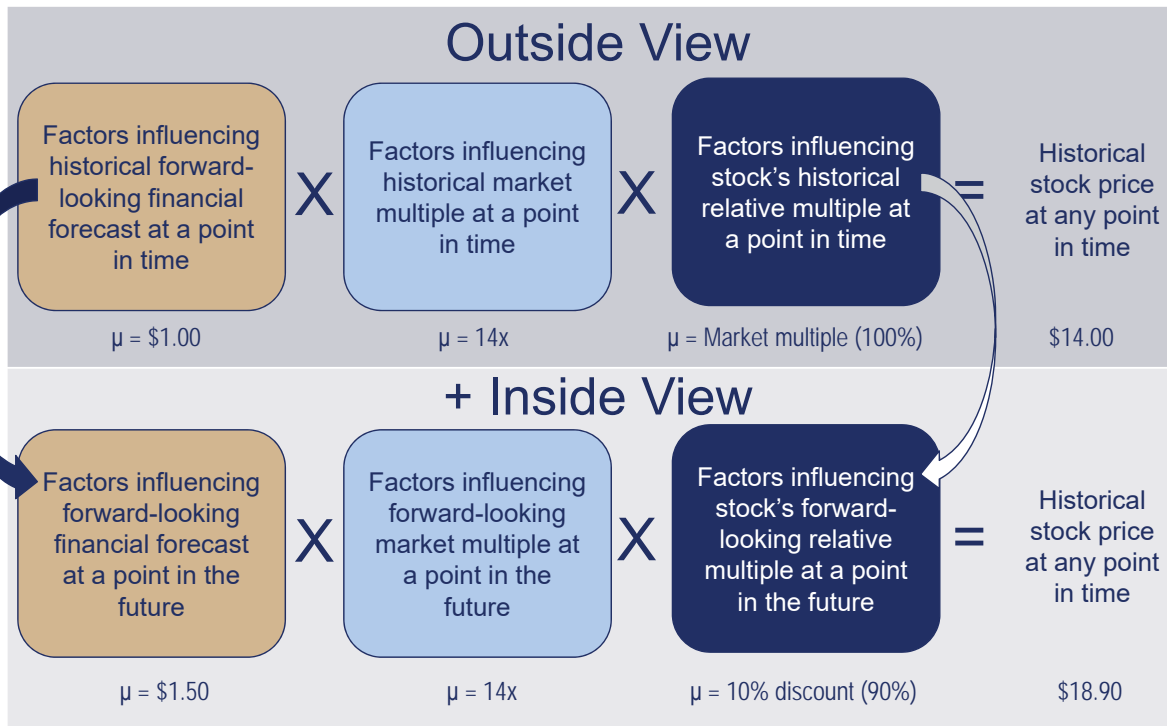 Outside View
Factors influencing
historical forward-
looking financial
forecast at a point
in time
X
Factors influencing
historical market
multiple at a point
in time
X
Factors influencing
stock's historical
relative multiple at
a point in time
=
Historical
stock price
at any point
in time
μ = $1.00
μ = 14x
μ = Market multiple (100%)
$14.00
+ Inside View
Factors influencing
forward-looking
financial forecast
at a point in the
future
X
Factors influencing
forward-looking
market multiple at
a point in the
future
X
Factors influencing
stock's forward-
looking relative
multiple at a point
in the future
=
Historical
stock price
at any point
in time
μ = $1.50
μ = 14x
μ = 10% discount (90%)
$18.90